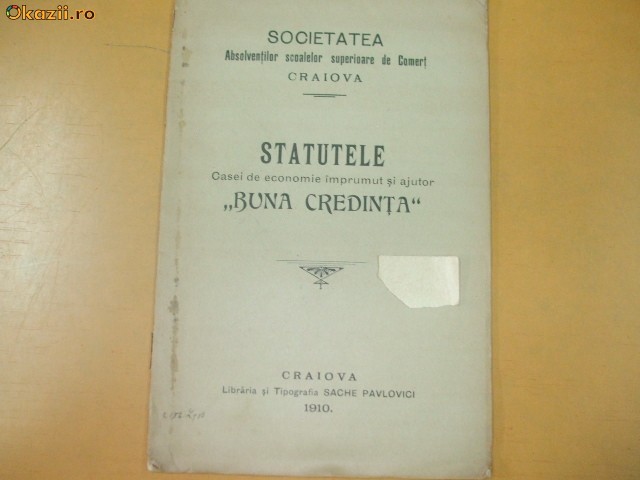 Okazii.ro
SOCIETATEA
Absolvenților scoalelor superioare de Comerț
CRAIOVA
STATUTELE
Casei de economie împrumut și ajutor
„BUNA CREDINȚA“
CRAIOVA
Librăria și Tipografia SACHE PAVLOVICI
1910.